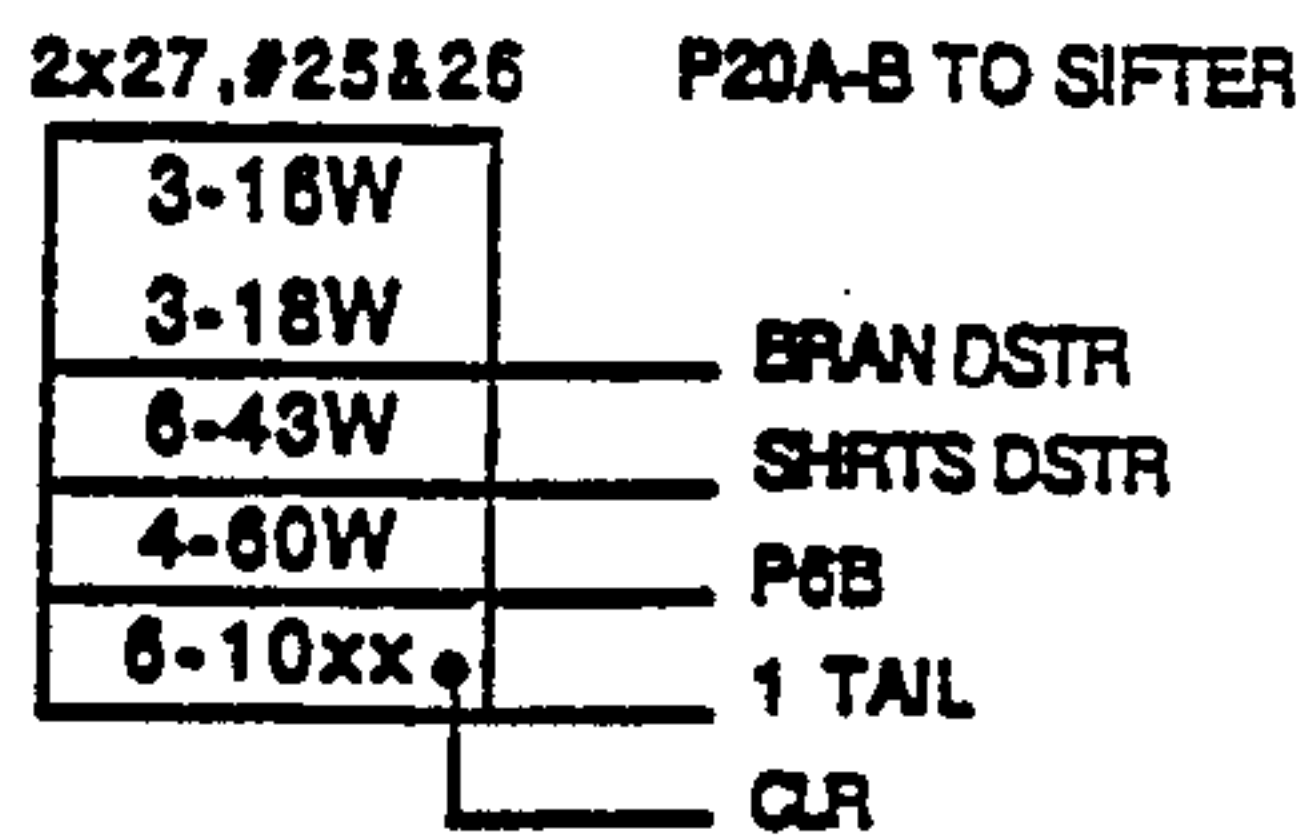 2x27,#25&26 P20A-B TO SIFTER
3-16W
3-18W
BRAN DSTR
6-43W
SHRTS DSTR
4-60W
P6B
6-10xx
1 TAIL
CLR